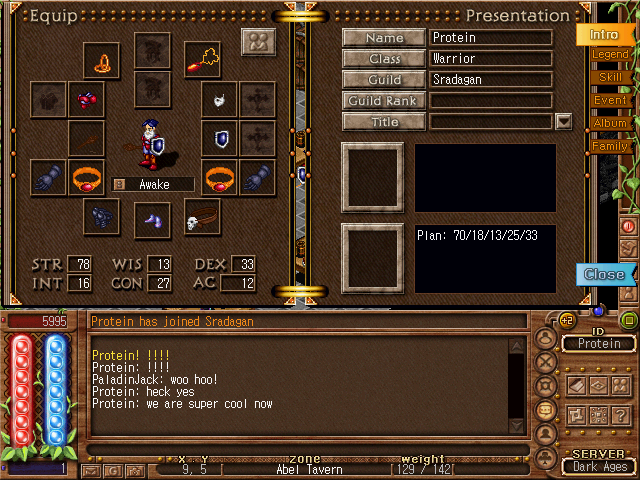 Equip
Presentation
Name Protein
Class Warrior
Guild Sradagan
Guild Rank
Title
Intro
Legend
Skill
Event
Album
Family
Awake
Plan: 70/18/13/25/33
STR 78 WIS 13 DEX 33
INT 16 CON 27 AC 12
Close
5995
Protein has joined Sradagan
+2
ID
Protein
Protein! !!!!
Protein: !!!!
PaladinJack: woo hoo!
Protein: heck yes
Protein: we are super cool now
?
X Y zone weight
1
9, 5 Abel Tavern 129 / 142
SERVER
Dark Ages